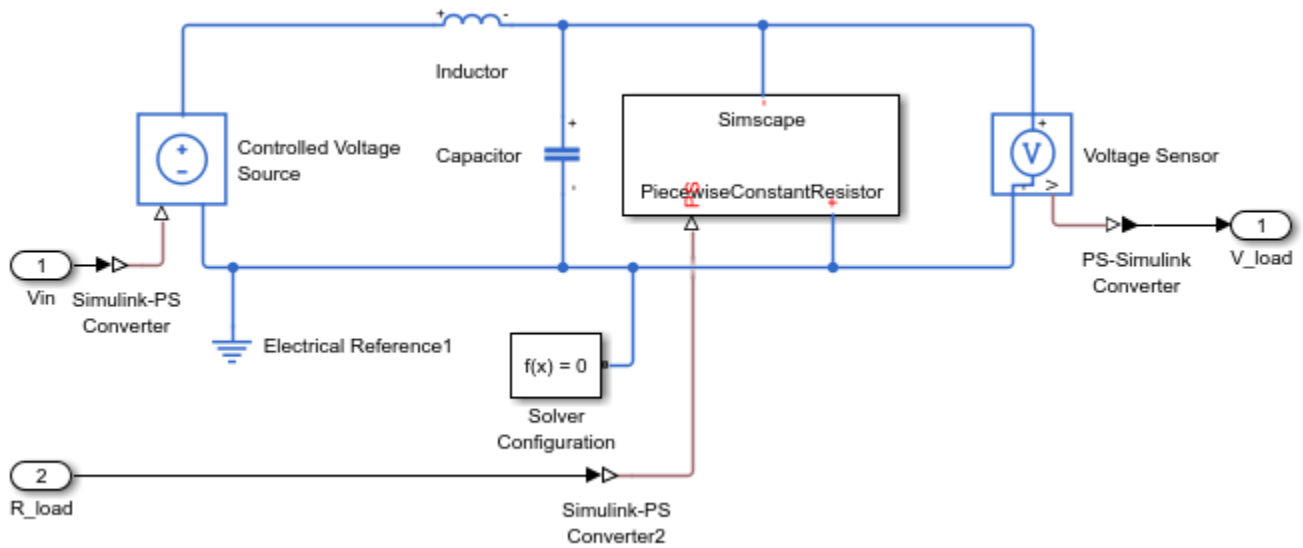 + -
Inductor
Simscape
-
PiecewiseConstantResistor
PS
+
Controlled Voltage
Source
+
-
Capacitor
+
-
+
V
-
V
Voltage Sensor
1
Vin
Simulink-PS
Converter
Electrical Reference1
f(x) = 0
Solver
Configuration
PS-Simulink
Converter
1
V_load
2
R_load
Simulink-PS
Converter2